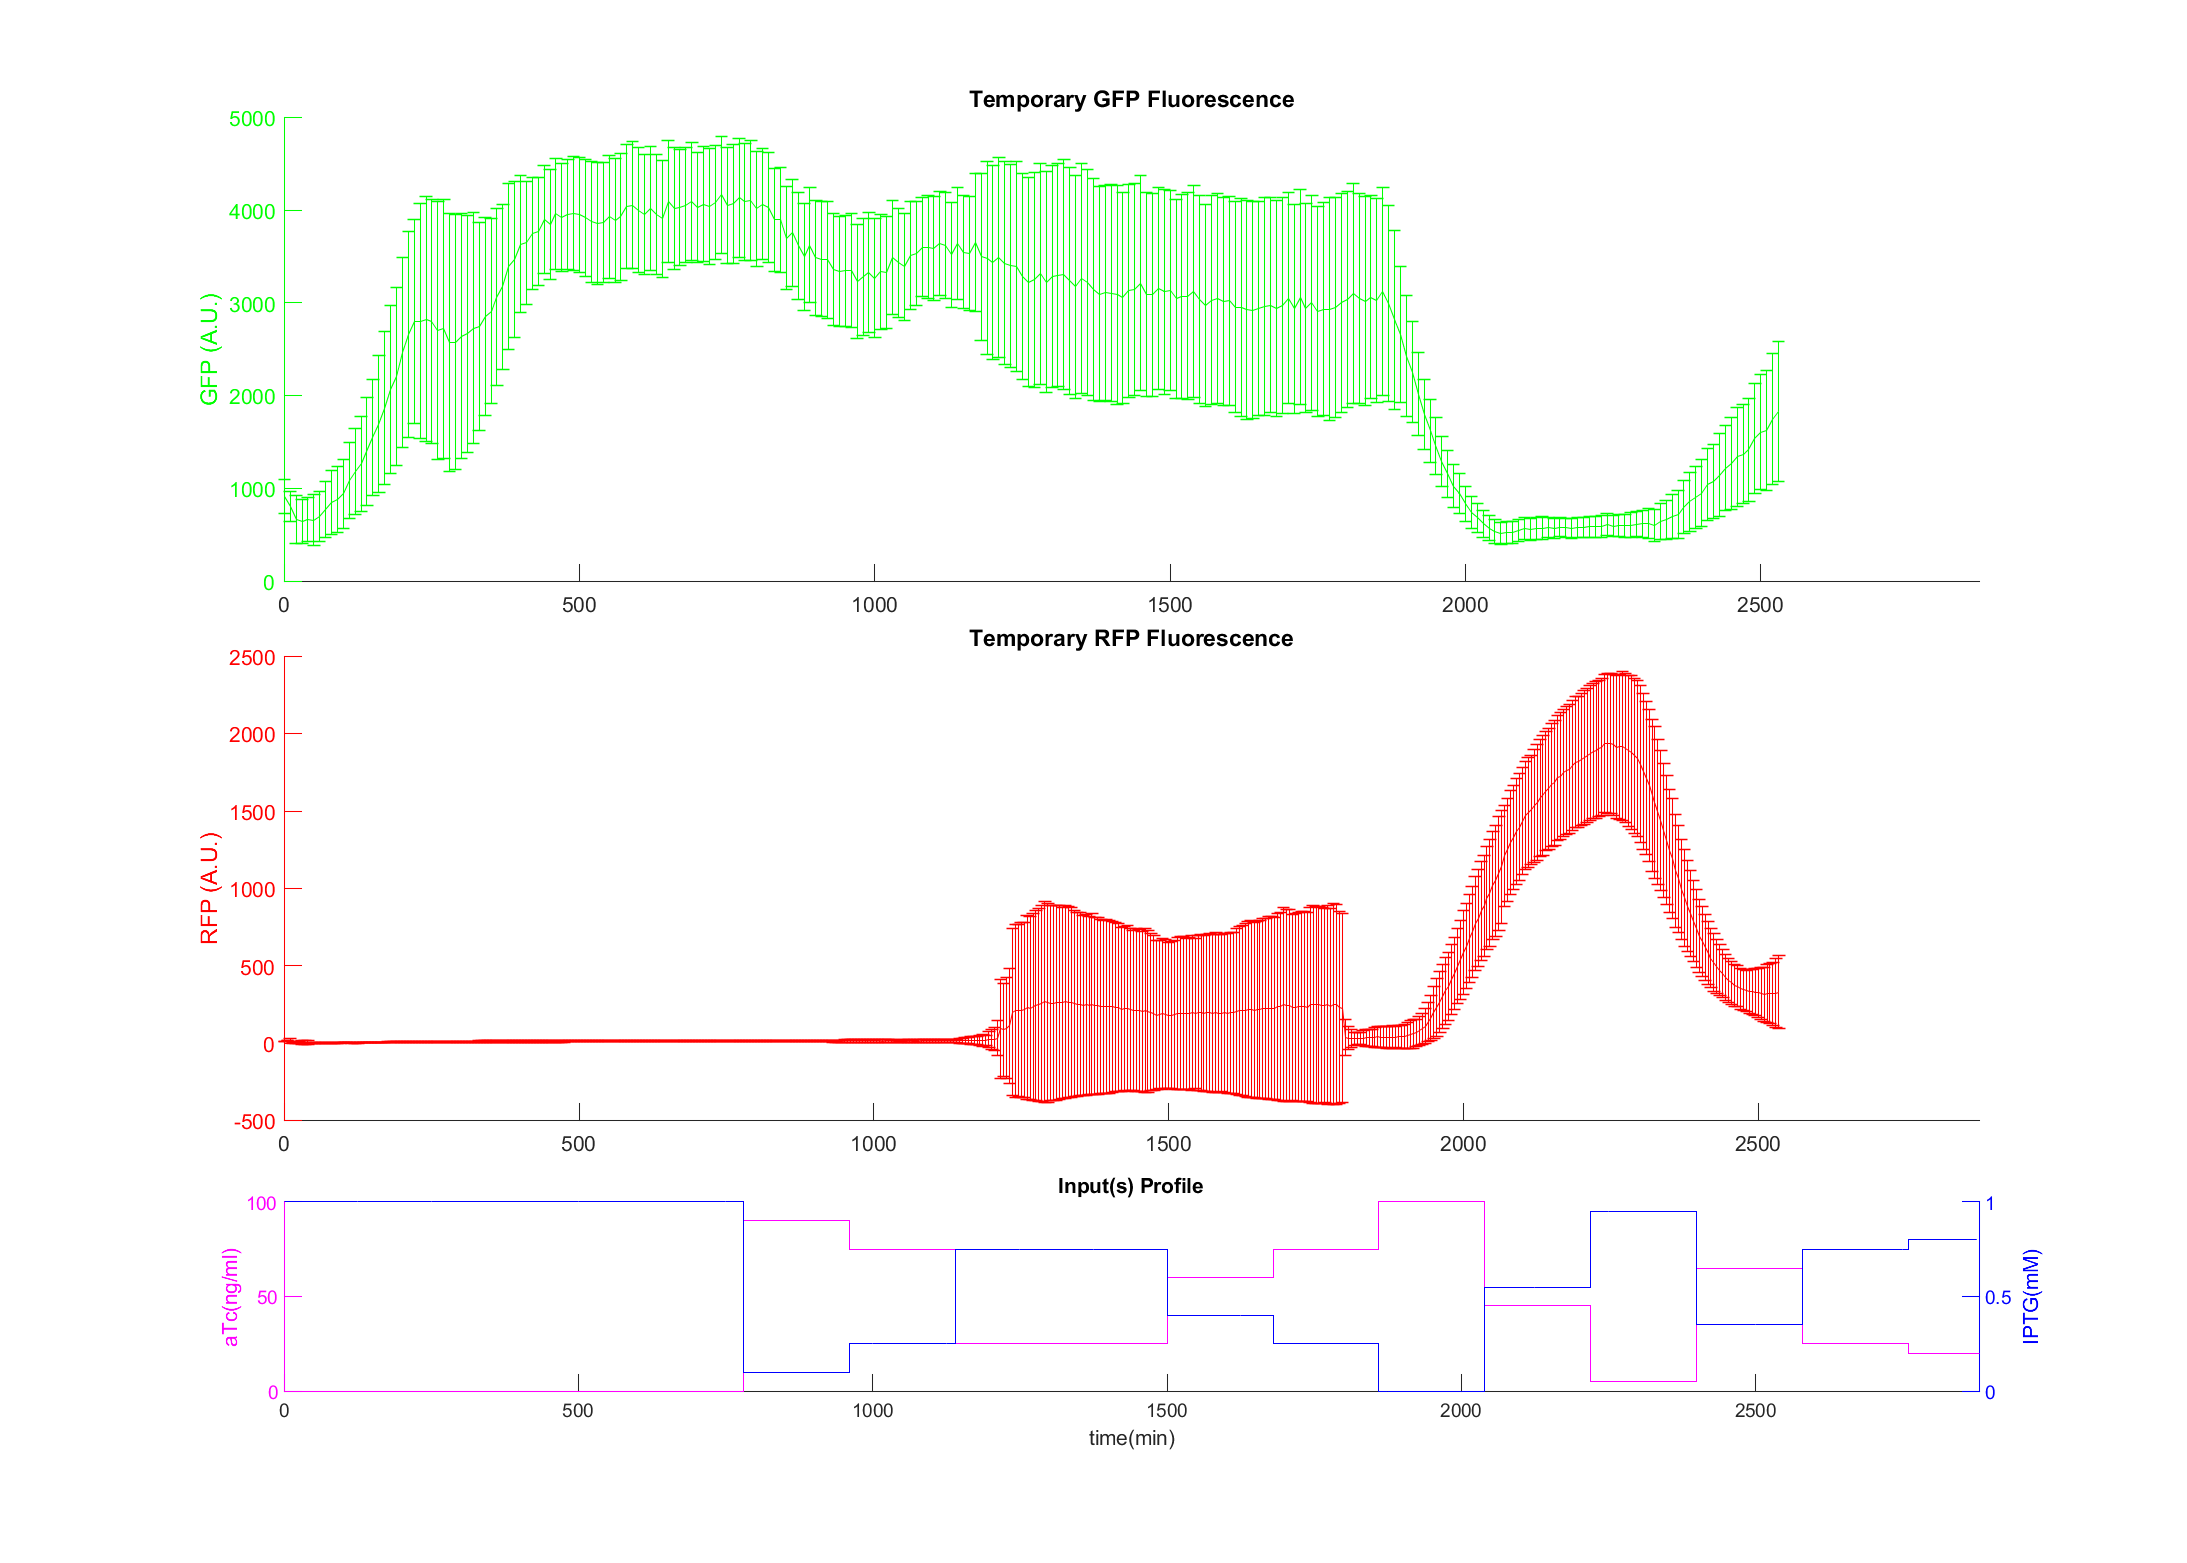 Temporary GFP Fluorescence
5000
4000
3000
2000
1000
0
GFP (A.U.)
0 500 1000 1500 2000 2500
Temporary RFP Fluorescence
2500
2000
1500
1000
500
0
-500
RFP (A.U.)
0 500 1000 1500 2000 2500
Input(s) Profile
100
50
0
aTc(ng/ml)
1
0.5
0
IPTG(mM)
0 500 1000 1500 2000 2500
time(min)